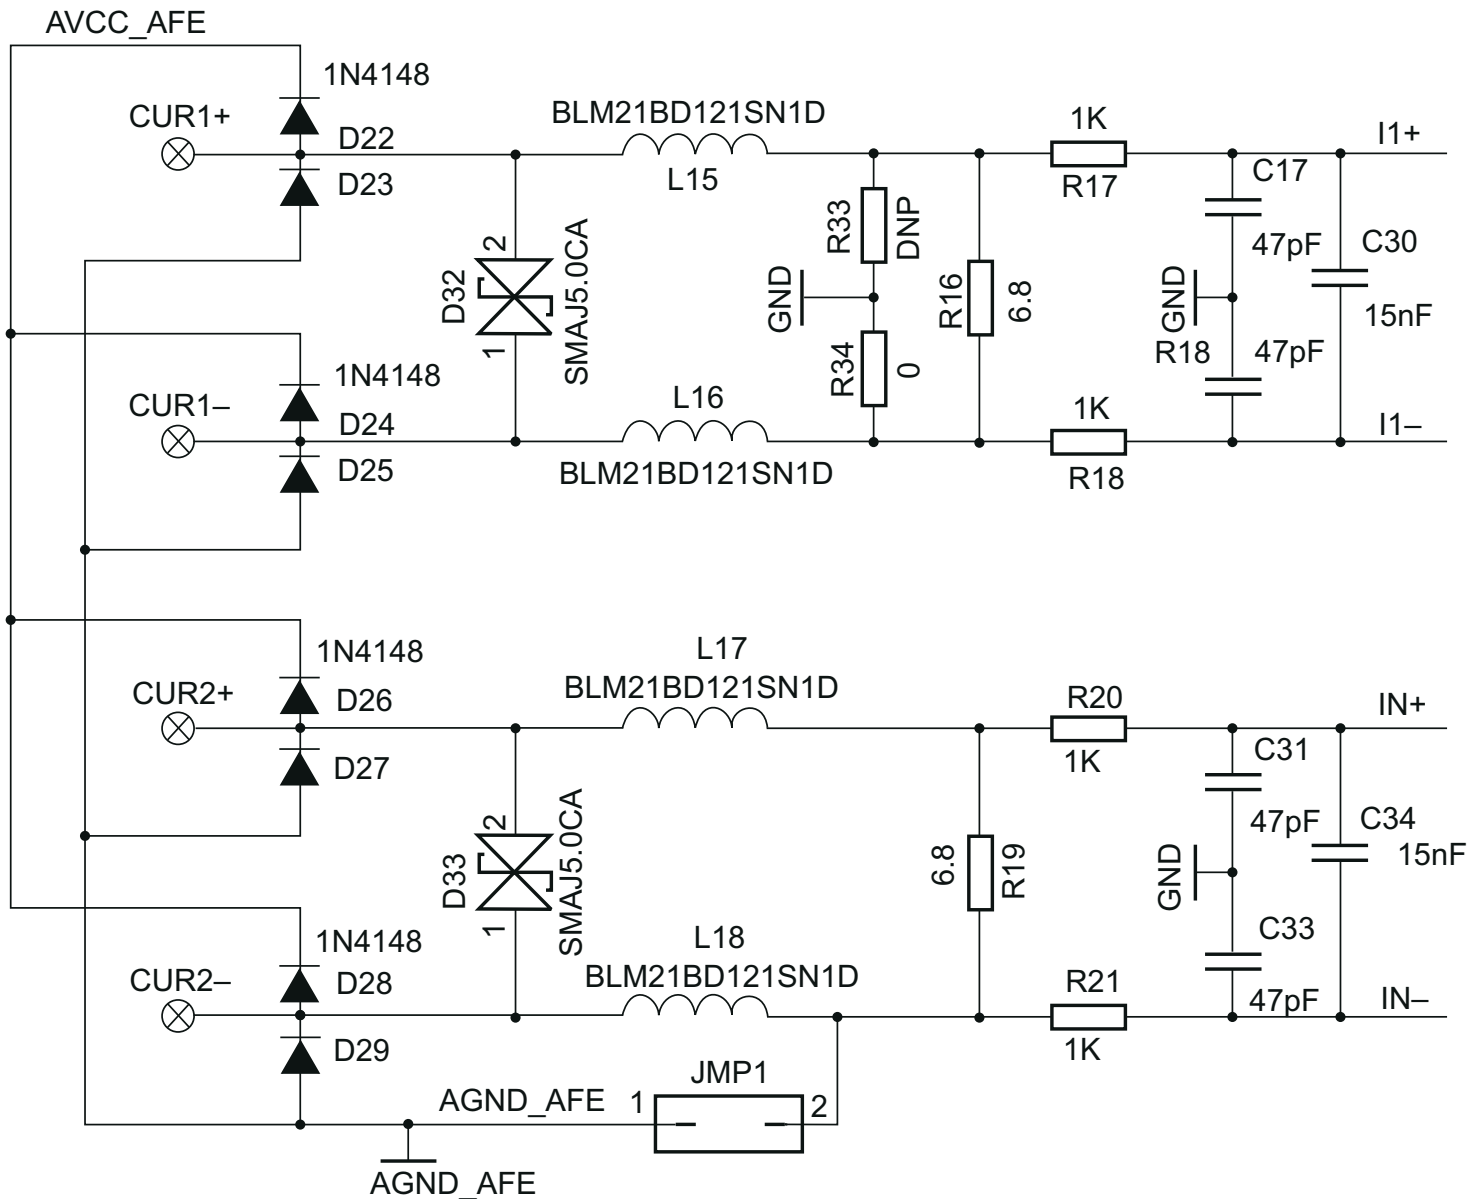 AVCC_AFE
1N4148
CUR1+
D22
D23
BLM21BD121SN1D
L15
1K
R17
I1+
C17
47pF
C30
15nF
R33
DNP
GND
R16
6.8
GND
R18
47pF
D32
2
1
SMAJ5.0CA
R34
0
1N4148
CUR1–
D24
D25
L16
BLM21BD121SN1D
1K
R18
I1–
1N4148
CUR2+
D26
D27
L17
BLM21BD121SN1D
R20
1K
IN+
C31
47pF
C34
15nF
D33
2
1
SMAJ5.0CA
6.8
R19
GND
C33
47pF
1N4148
CUR2–
D28
D29
L18
BLM21BD121SN1D
R21
1K
IN–
JMP1
AGND_AFE
1
2
AGND_AFE